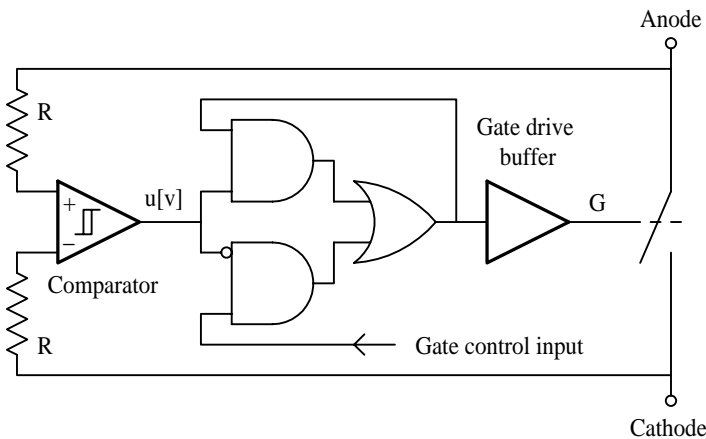 Anode
R
Gate drive
buffer
u[v]
G
+
−
Comparator
R
Gate control input
Cathode